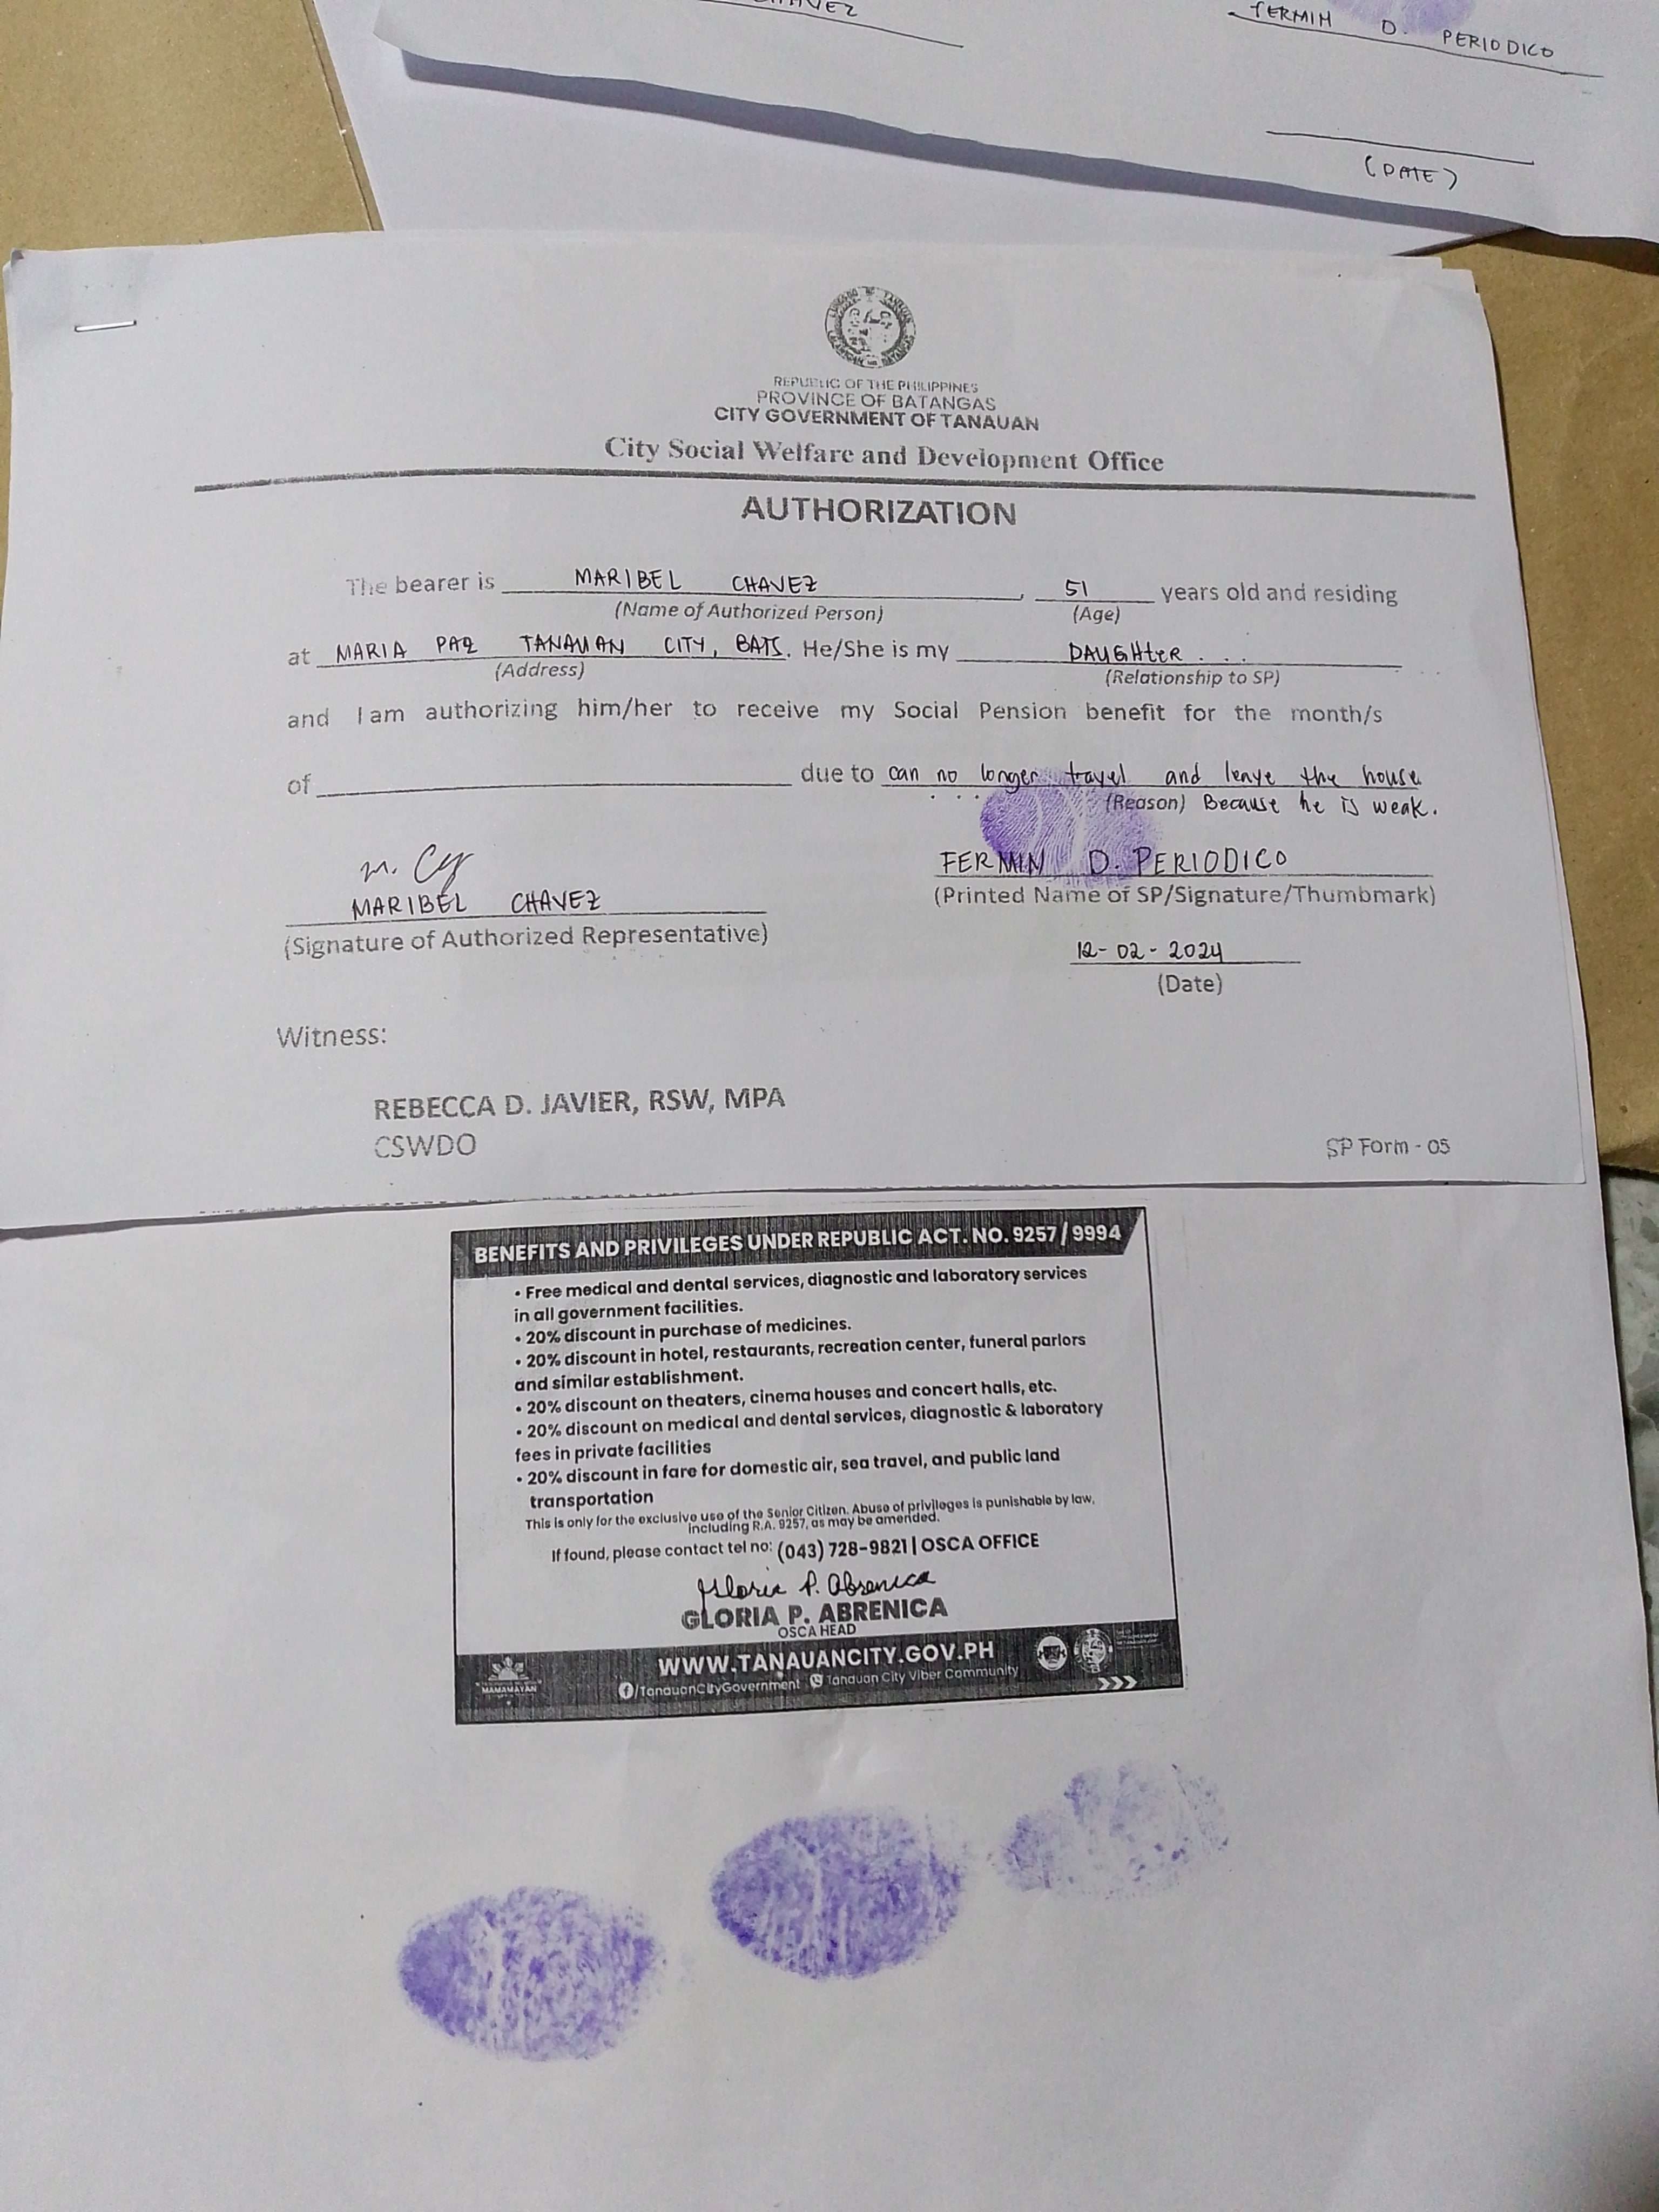 CHAVEZ
FERMIN D. PERIODICO
(DATE)
REPUBLIC OF THE PHILIPPINES
PROVINCE OF BATANGAS
CITY GOVERNMENT OF TANAUAN
City Social Welfare and Development Office
AUTHORIZATION
The bearer is MARIBEL CHAVEZ, 51 years old and residing
(Name of Authorized Person) (Age)
at MARIA PAZ TANAUAN CITY, BATS. He/She is my DAUGHTER
(Address) (Relationship to SP)
and I am authorizing him/her to receive my Social Pension benefit for the month/s
of due to can no longer travel and leave the house
(Reason) Because he is weak.
MARIBEL CHAVEZ FERMIN D. PERIODICO
(Signature of Authorized Representative) (Printed Name of SP/Signature/Thumbmark)
12-02-2024
(Date)
Witness:
REBECCA D. JAVIER, RSW, MPA
CSWDO
SP Form - 05
BENEFITS AND PRIVILEGES UNDER REPUBLIC ACT. NO. 9257/9994
• Free medical and dental services, diagnostic and laboratory services
in all government facilities.
• 20% discount in purchase of medicines.
• 20% discount in hotel, restaurants, recreation center, funeral parlors
and similar establishment.
• 20% discount on theaters, cinema houses and concert halls, etc.
• 20% discount on medical and dental services, diagnostic & laboratory
fees in private facilities
• 20% discount in fare for domestic air, sea travel, and public land
transportation
This is only for the exclusive use of the Senior Citizen. Abuse of privileges is punishable by law,
including R.A. 9257, as may be amended.
If found, please contact tel no: (043) 728-9821 | OSCA OFFICE
Gloria P. Abrenica
GLORIA P. ABRENICA
OSCA HEAD
WWW.TANAUANCITY.GOV.PH
/TanauanCityGovernment Tanauan City Viber Community
MAMAMAYAN